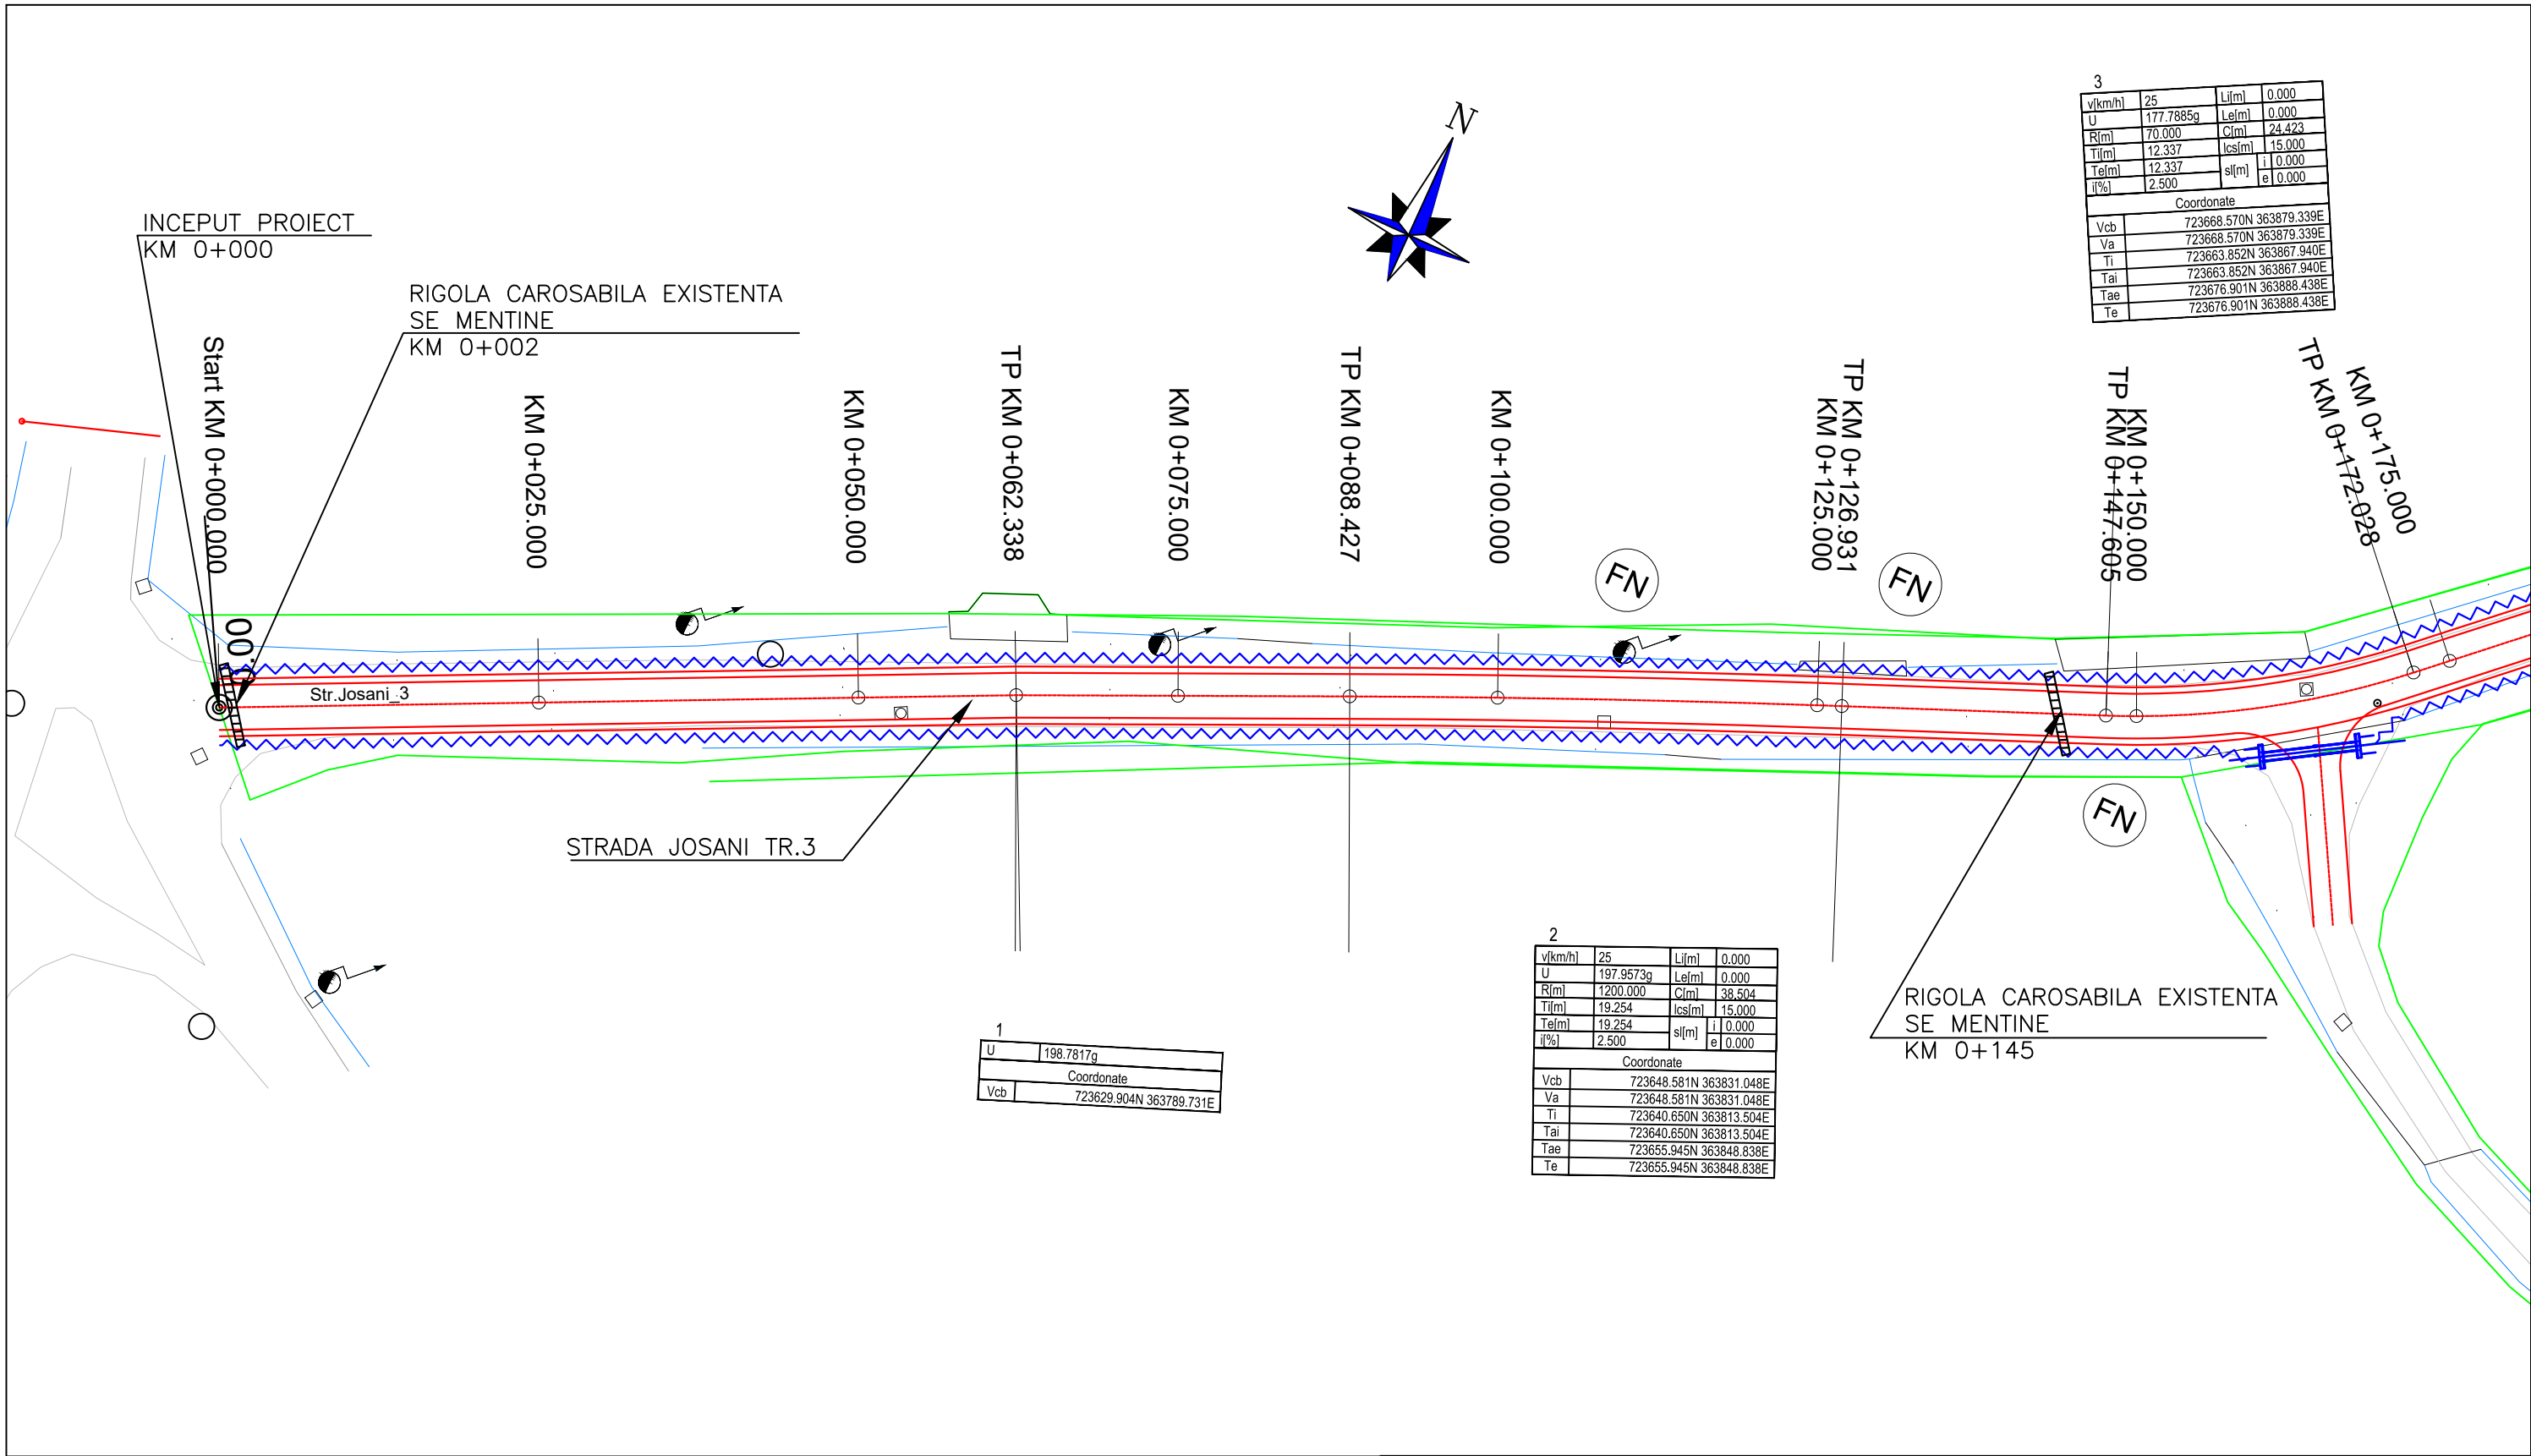 N
INCEPUT PROIECT
KM 0+000
RIGOLA CAROSABILA EXISTENTA
SE MENTINE
KM 0+002
3
v[km/h] 25 Li[m] 0.000
U 177.7885g Le[m] 0.000
R[m] 70.000 C[m] 24.423
Ti[m] 12.337 lcs[m] 15.000
Te[m] 12.337 sl[m] i 0.000
i[%] 2.500 e 0.000
Coordonate
Vcb 723668.570N 363879.339E
Va 723668.570N 363879.339E
Ti 723663.852N 363867.940E
Tai 723663.852N 363867.940E
Tae 723676.901N 363888.438E
Te 723676.901N 363888.438E
Start KM 0+000.000
KM 0+025.000
KM 0+050.000
TP KM 0+062.338
KM 0+075.000
TP KM 0+088.427
KM 0+100.000
KM 0+125.000
TP KM 0+126.931
TP KM 0+147.605
KM 0+150.000
TP KM 0+172.028
KM 0+175.000
FN
FN
Str.Josani_3
FN
STRADA JOSANI TR.3
2
v[km/h] 25 Li[m] 0.000
U 197.9573g Le[m] 0.000
R[m] 1200.000 C[m] 38.504
Ti[m] 19.254 lcs[m] 15.000
Te[m] 19.254 sl[m] i 0.000
i[%] 2.500 e 0.000
Coordonate
Vcb 723648.581N 363831.048E
Va 723648.581N 363831.048E
Ti 723640.650N 363813.504E
Tai 723640.650N 363813.504E
Tae 723655.945N 363848.838E
Te 723655.945N 363848.838E
1
U 198.7817g
Coordonate
Vcb 723629.904N 363789.731E
RIGOLA CAROSABILA EXISTENTA
SE MENTINE
KM 0+145